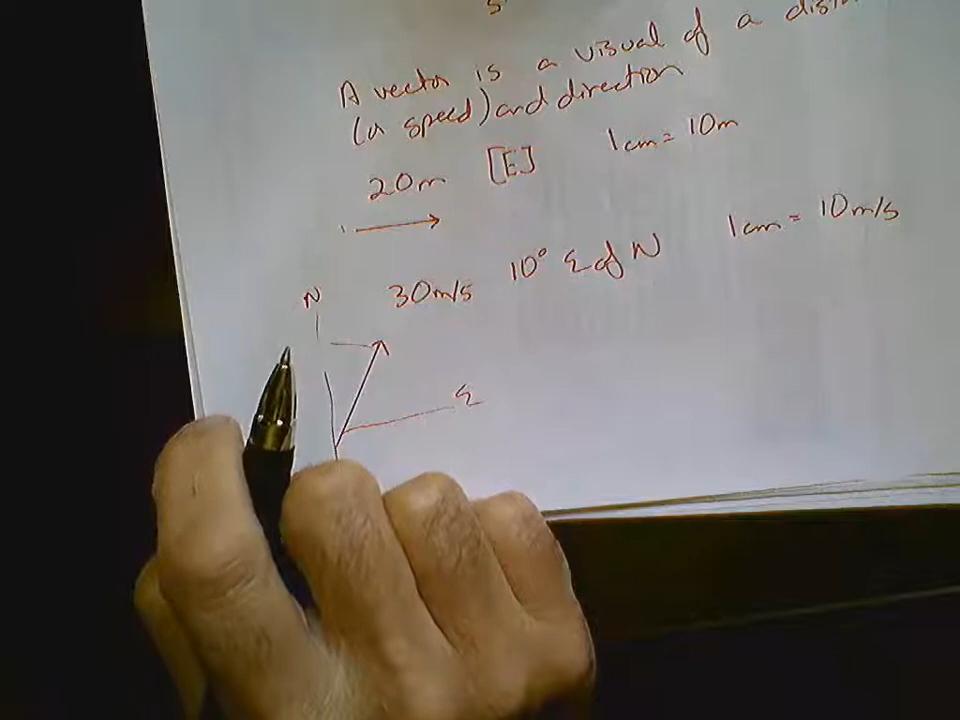 A vector is a visual of a
(a speed) and direction
20m [E] 1cm = 10m
30m/s 10° E of N 1cm = 10m/s
N
E